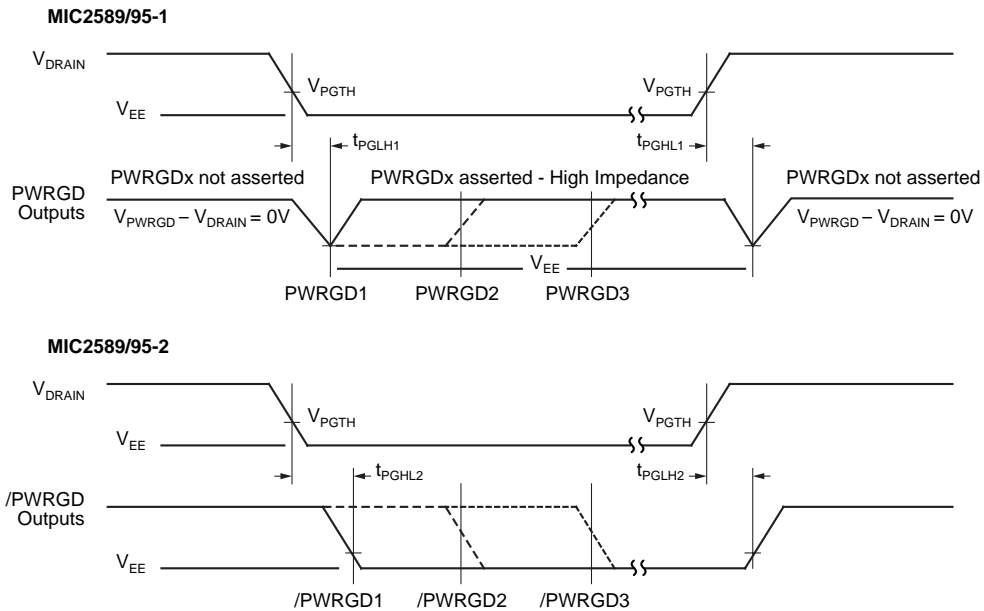 MIC2589/95-1
VDRAIN
VPGTH VPGTH
VEE
tPGLH1 tPGHL1
PWRGDx not asserted PWRGDx asserted - High Impedance PWRGDx not asserted
PWRGD
Outputs
VPWRGD – VDRAIN = 0V VPWRGD – VDRAIN = 0V
VEE
PWRGD1 PWRGD2 PWRGD3
MIC2589/95-2
VDRAIN
VPGTH VPGTH
VEE
tPGHL2 tPGLH2
/PWRGD
Outputs
VEE
/PWRGD1 /PWRGD2 /PWRGD3